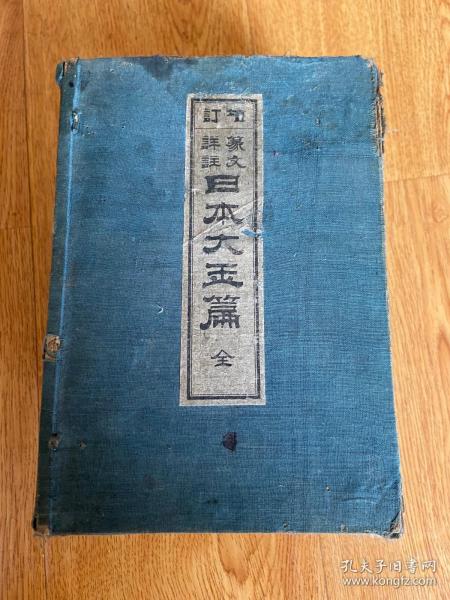 訂
篆文
詳註
日本大玉篇 全
孔夫子旧书网
www.kongfz.com